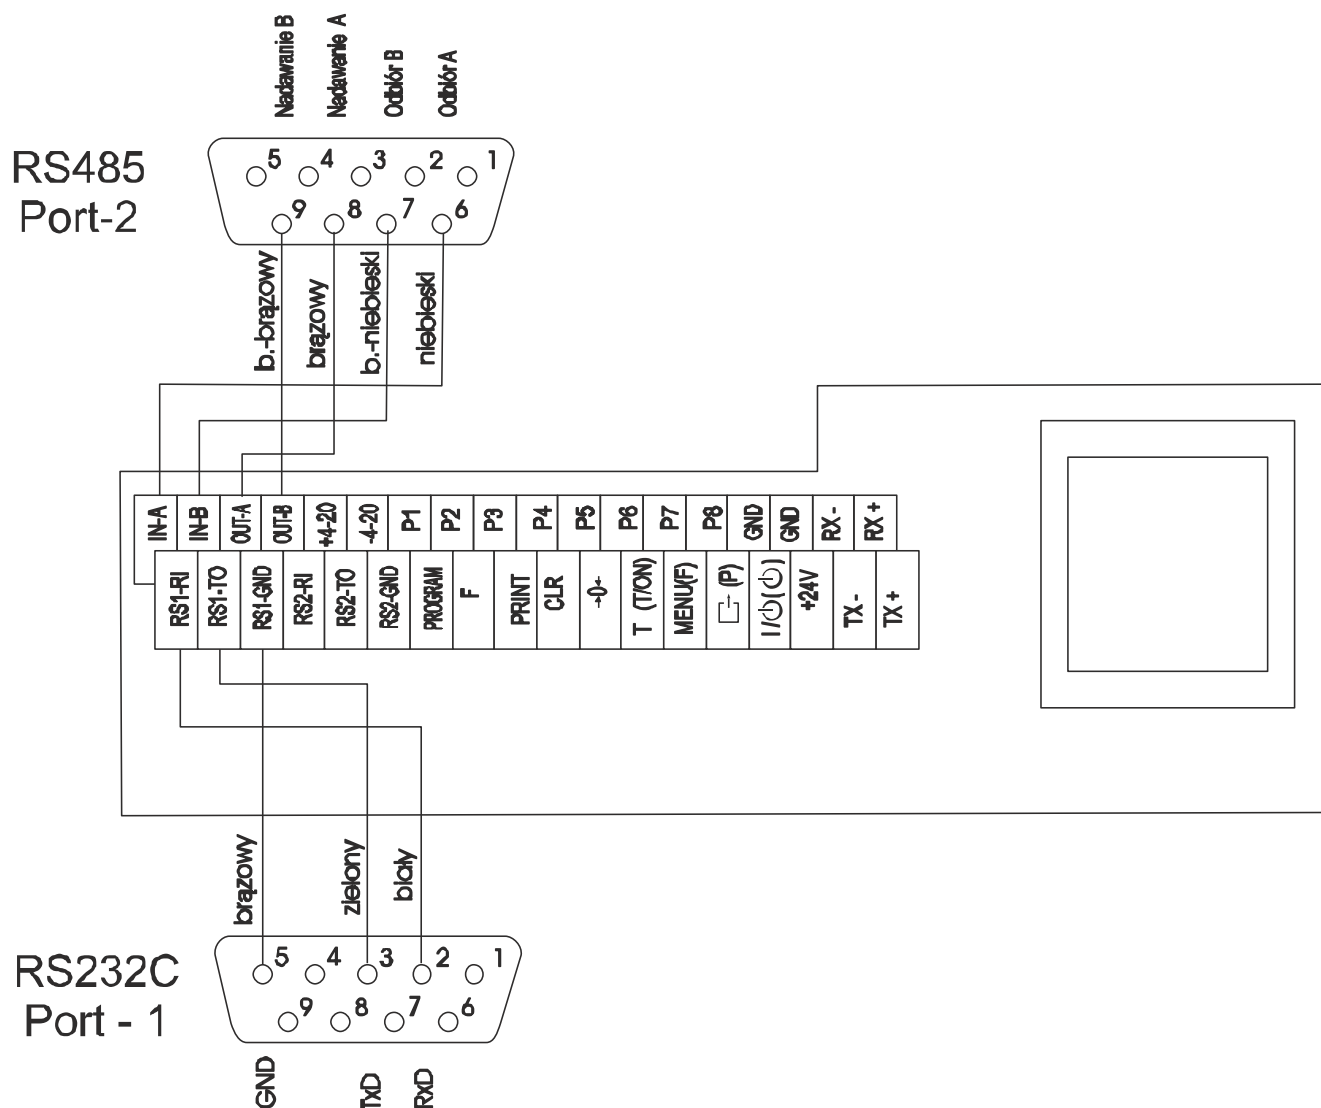 Nadawanie B
Nadawanie A
Odbiór B
Odbiór A
RS485
Port-2
5
4
3
2
1
9
8
7
6
b.-brązowy
brązowy
b.-niebieski
niebieski
IN-A
IN-B
OUT-A
OUT-B
+4-20
-4-20
P1
P2
P3
P4
P5
P6
P7
P8
GND
GND
RX -
RX +
RS1-RI
RS1-TO
RS1-GND
RS2-RI
RS2-TO
RS2-GND
PROGRAM
F
PRINT
CLR
→0←
T (T/ON)
MENU(F)
(P)
I /⏻(⏻)
+24V
TX -
TX +
brązowy
zielony
biały
RS232C
Port - 1
5
4
3
2
1
9
8
7
6
GND
TxD
RxD